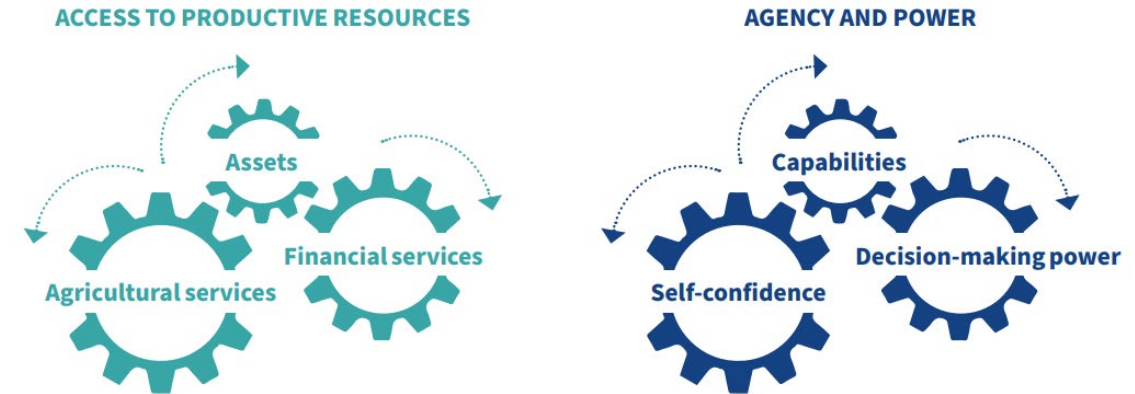 ACCESS TO PRODUCTIVE RESOURCES
Assets
Financial services
Agricultural services
AGENCY AND POWER
Capabilities
Decision-making power
Self-confidence